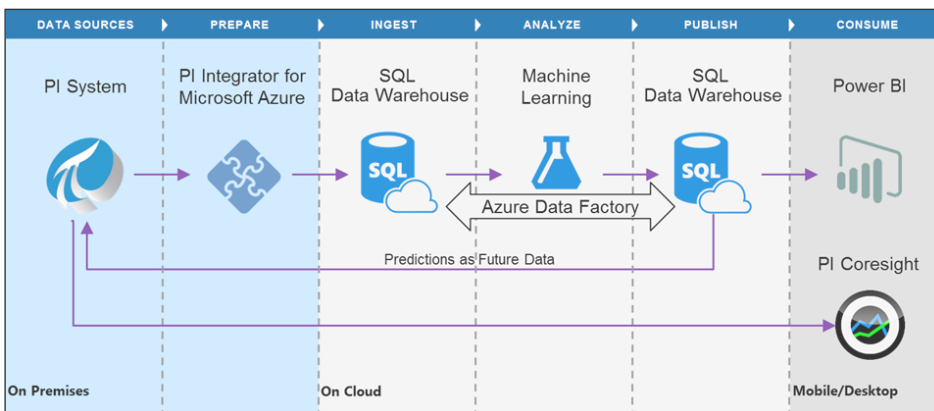 DATA SOURCES
PREPARE
INGEST
ANALYZE
PUBLISH
CONSUME
PI System
PI Integrator for
Microsoft Azure
SQL
Data Warehouse
Machine
Learning
SQL
Data Warehouse
Power BI
SQL
SQL
Azure Data Factory
Predictions as Future Data
PI Coresight
On Premises
On Cloud
Mobile/Desktop